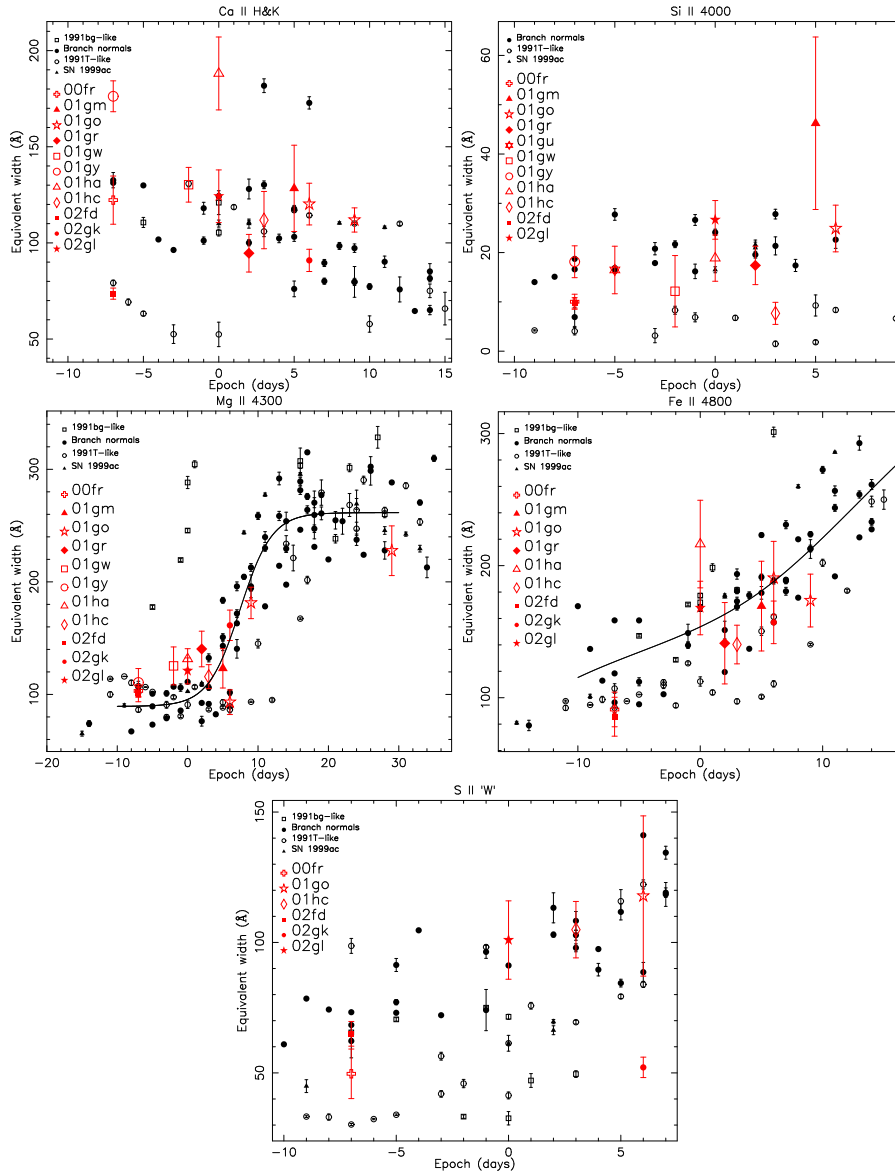 Ca II H&K
Equivalent width (Å)
200
150
100
50
1991bg-like
Branch normals
1991T-like
SN 1999ac
00fr
01gm
01go
01gr
01gw
01gy
01ha
01hc
02fd
02gk
02gl
-10 -5 0 5 10 15
Epoch (days)
Si II 4000
Equivalent width (Å)
60
40
20
0
Branch normals
1991T-like
SN 1999ac
00fr
01gm
01go
01gr
01gu
01gw
01gy
01ha
01hc
02fd
02gl
-10 -5 0 5
Epoch (days)
Mg II 4300
Equivalent width (Å)
300
200
100
1991bg-like
Branch normals
1991T-like
SN 1999ac
00fr
01gm
01go
01gr
01gw
01gy
01ha
01hc
02fd
02gk
02gl
-20 -10 0 10 20 30 40
Epoch (days)
Fe II 4800
Equivalent width (Å)
300
200
100
1991bg-like
Branch normals
1991T-like
SN 1999ac
00fr
01gm
01go
01gr
01ha
01hc
02fd
02gk
02gl
-10 0 10
Epoch (days)
S II 'W'
Equivalent width (Å)
150
100
50
1991bg-like
Branch normals
1991T-like
SN 1999ac
00fr
01go
01hc
02fd
02gk
02gl
-10 -5 0 5
Epoch (days)